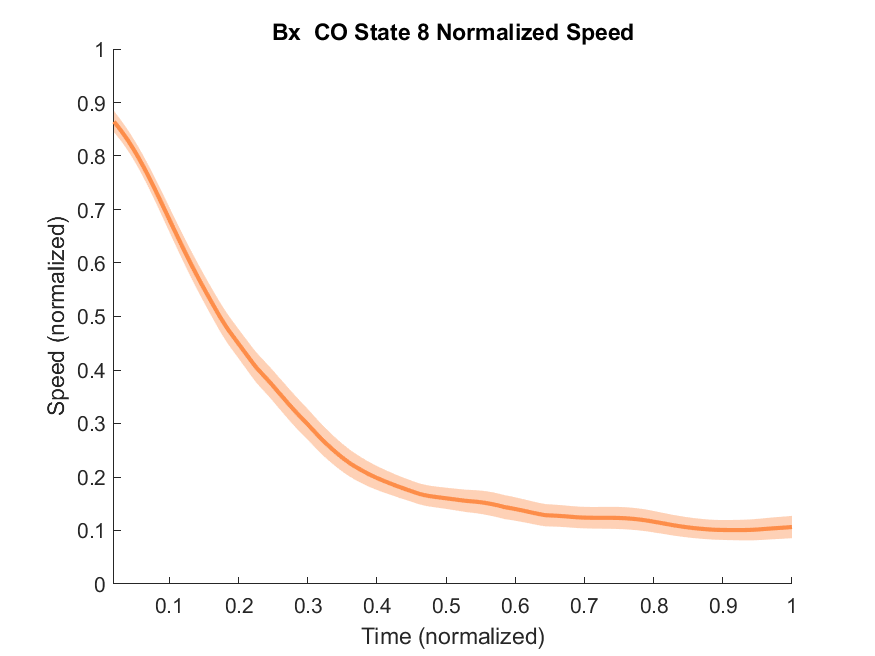 Bx  CO State 8 Normalized Speed
1
0.9
0.8
0.7
0.6
0.5
0.4
0.3
0.2
0.1
0
Speed (normalized)
0.1 0.2 0.3 0.4 0.5 0.6 0.7 0.8 0.9 1
Time (normalized)